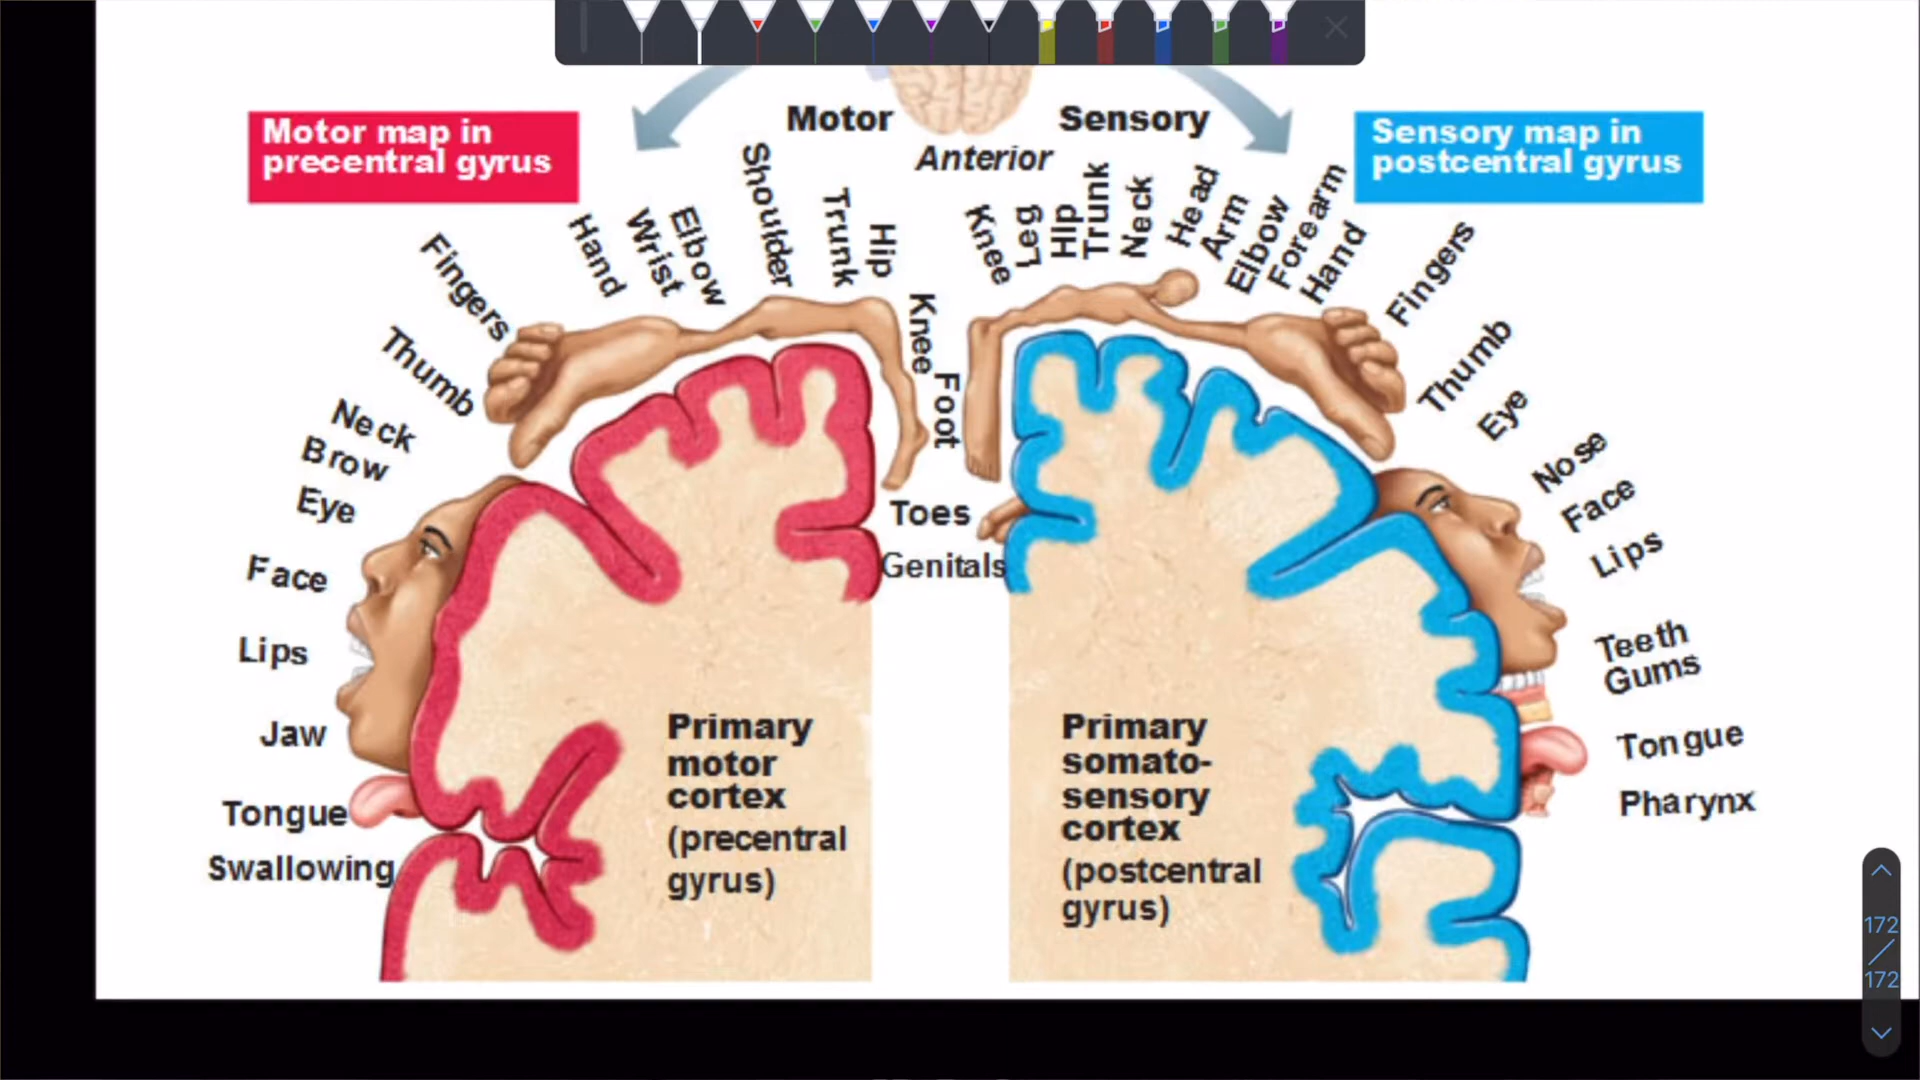 Motor map in
precentral gyrus
Motor
Sensory
Anterior
Sensory map in
postcentral gyrus
Swallowing
Tongue
Jaw
Lips
Face
Eye
Brow
Neck
Thumb
Fingers
Hand
Wrist
Elbow
Shoulder
Trunk
Hip
Knee
Foot
Toes
Genitals
Knee
Leg
Hip
Trunk
Neck
Head
Arm
Elbow
Forearm
Hand
Fingers
Thumb
Eye
Nose
Face
Lips
Teeth
Gums
Tongue
Pharynx
Primary
motor
cortex
(precentral
gyrus)
Primary
somato-
sensory
cortex
(postcentral
gyrus)
172
/
172